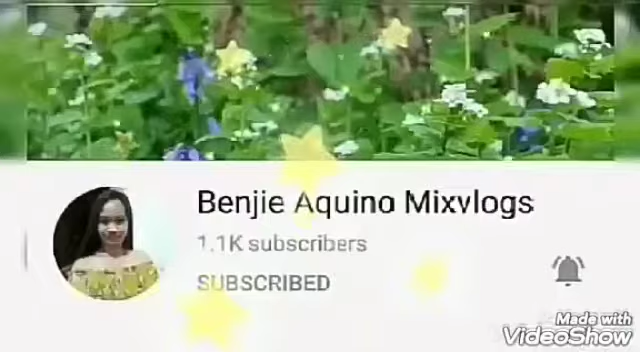 Benjie Aquino Mixvlogs
1.1K subscribers
SUBSCRIBED
Made with
VideoShow